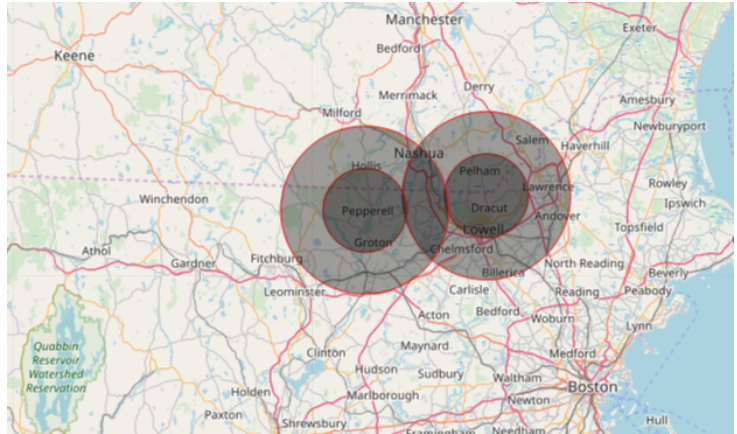 Manchester
Exeter
Bedford
Keene
Derry
Merrimack
Amesbury
Milford
Newburyport
Salem
Haverhill
Nashua
Hollis
Pelham
Lawrence
Rowley
Winchendon
Ipswich
Pepperell
Dracut
Andover
Topsfield
Lowell
Groton
Athol
Chelmsford
Gardner
Fitchburg
North Reading
Billerica
Beverly
Leominster
Carlisle
Reading
Peabody
Acton
Bedford
Woburn
Lynn
Quabbin
Reservoir
Watershed
Reservation
Maynard
Clinton
Medford
Hudson
Sudbury
Waltham
Boston
Holden
Marlborough
Newton
Paxton
Shrewsbury
Hull
Framingham
Needham